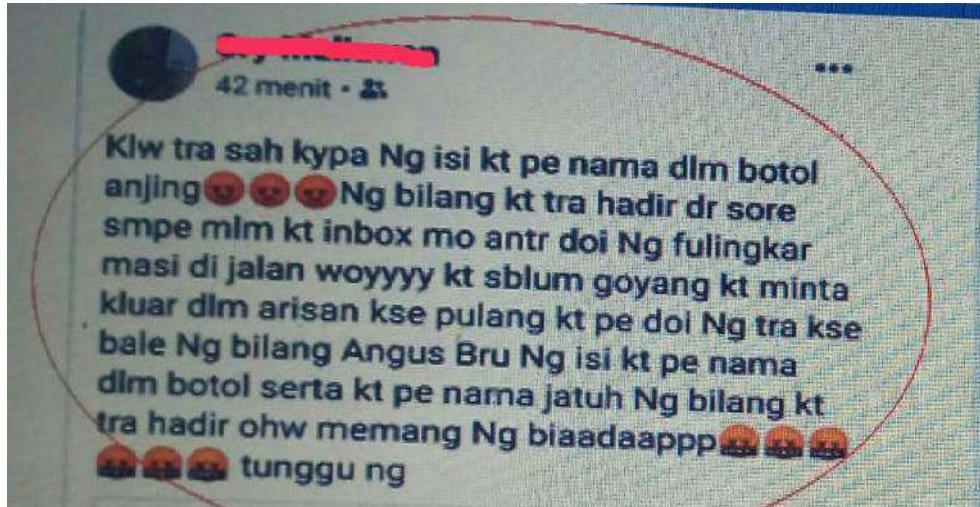 42 menit •
Klw tra sah kypa Ng isi kt pe nama dlm botol
anjing😡😡😡Ng bilang kt tra hadir dr sore
smpe mlm kt inbox mo antr doi Ng fulingkar
masi di jalan woyyyy kt sblum goyang kt minta
kluar dlm arisan kse pulang kt pe doi Ng tra kse
bale Ng bilang Angus Bru Ng isi kt pe nama
dlm botol serta kt pe nama jatuh Ng bilang kt
tra hadir ohw memang Ng biaadaappp🤬🤬🤬
🤬🤬🤬 tunggu ng